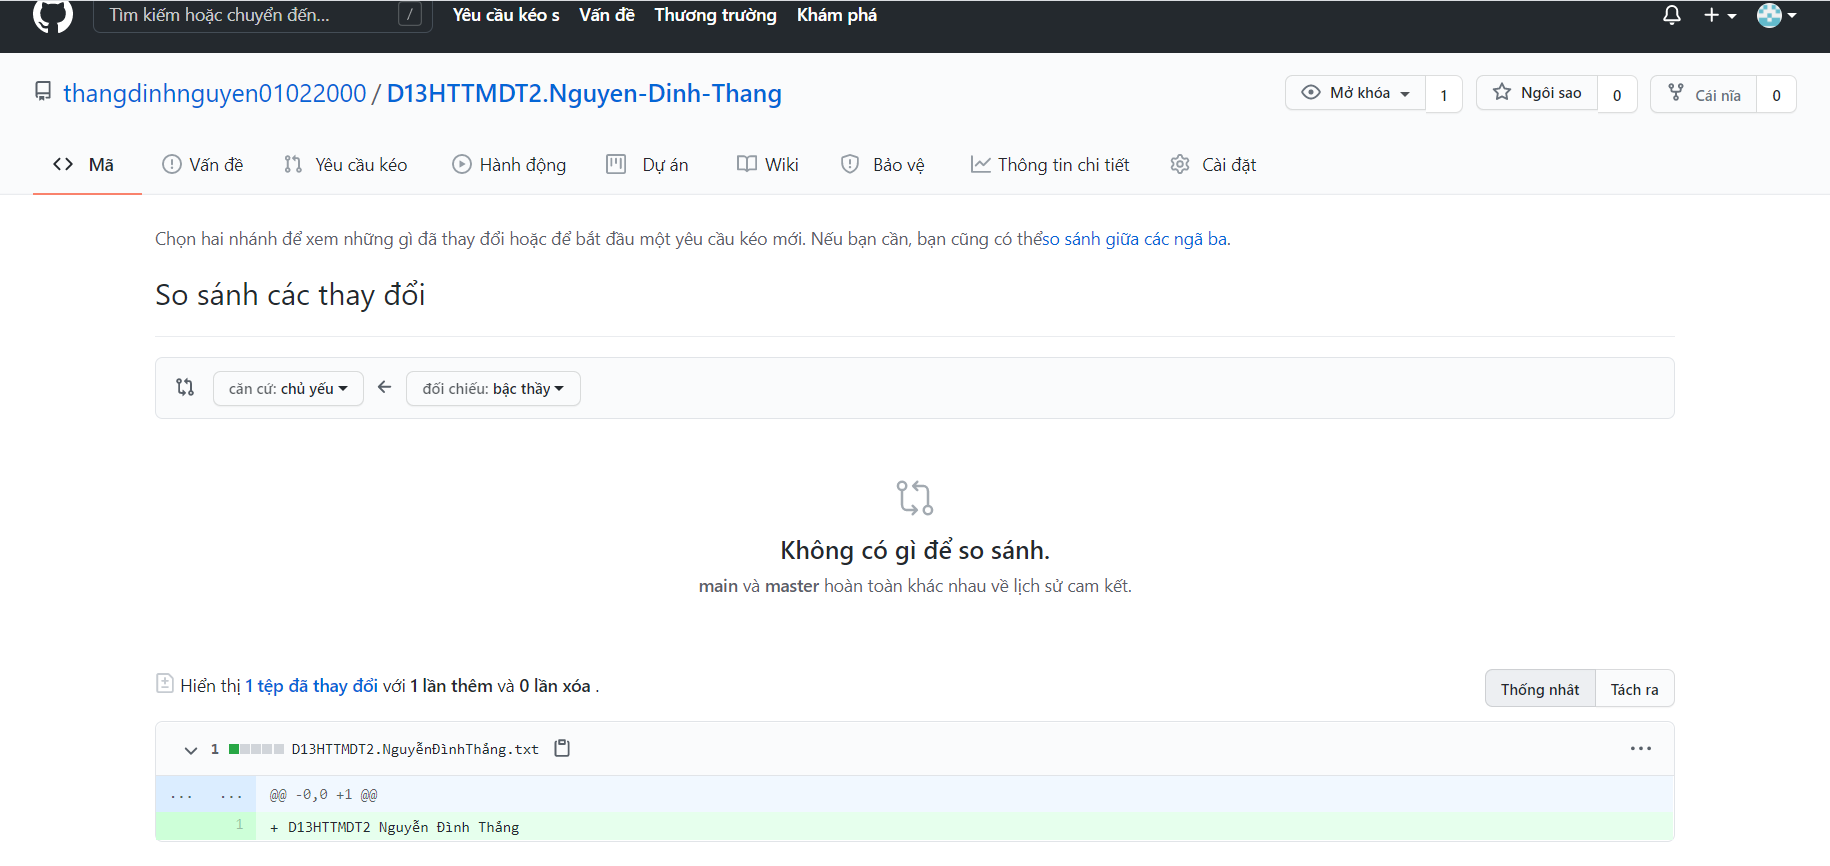 Tìm kiếm hoặc chuyển đến... / Yêu cầu kéo s Vấn đề Thương trường Khám phá
thangdinhnguyen01022000 / D13HTTMDT2.Nguyen-Dinh-Thang Mở khóa 1 Ngôi sao 0 Cái nĩa 0
Mã Vấn đề Yêu cầu kéo Hành động Dự án Wiki Bảo vệ Thông tin chi tiết Cài đặt
Chọn hai nhánh để xem những gì đã thay đổi hoặc để bắt đầu một yêu cầu kéo mới. Nếu bạn cần, bạn cũng có thểso sánh giữa các ngã ba.
So sánh các thay đổi
căn cứ: chủ yếu đối chiếu: bậc thầy
Không có gì để so sánh.
main và master hoàn toàn khác nhau về lịch sử cam kết.
Hiển thị 1 tệp đã thay đổi với 1 lần thêm và 0 lần xóa . Thống nhất Tách ra
1 D13HTTMDT2.NguyễnĐìnhThắng.txt
... ... @@ -0,0 +1 @@
1 + D13HTTMDT2 Nguyễn Đình Thắng